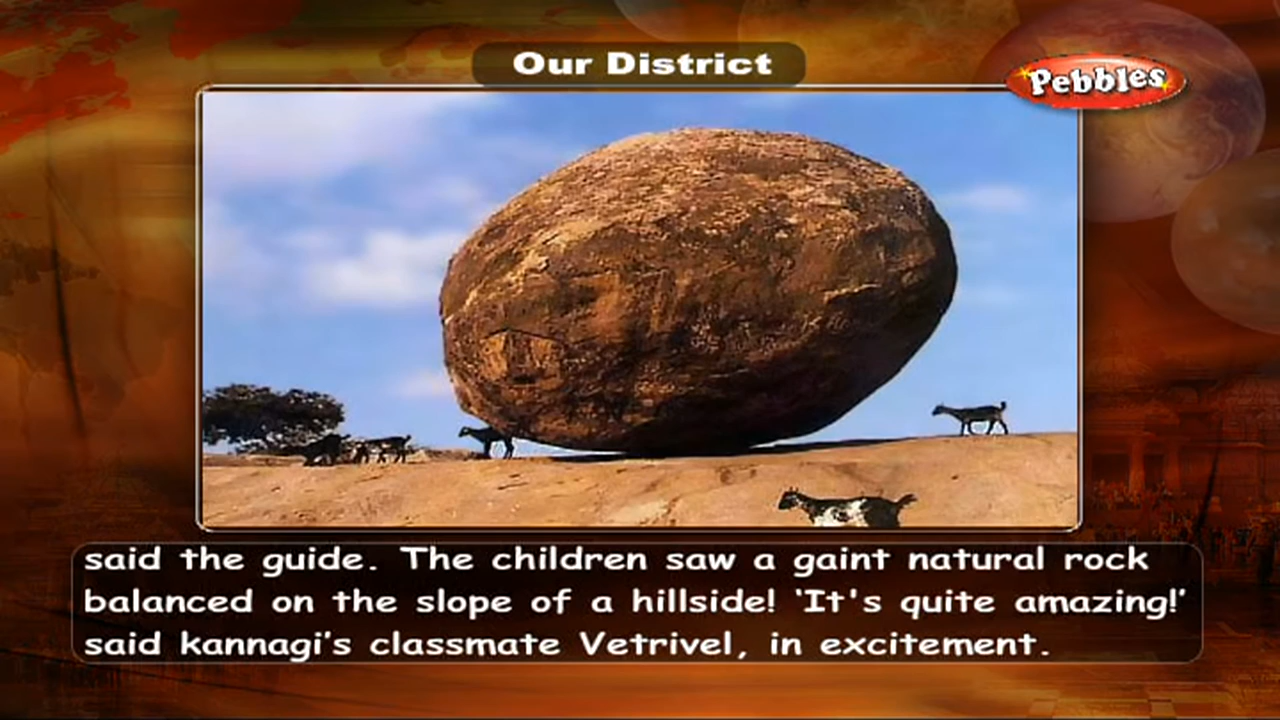 Our District
Pebbles
said the guide. The children saw a gaint natural rock
balanced on the slope of a hillside! 'It's quite amazing!'
said kannagi's classmate Vetrivel, in excitement.